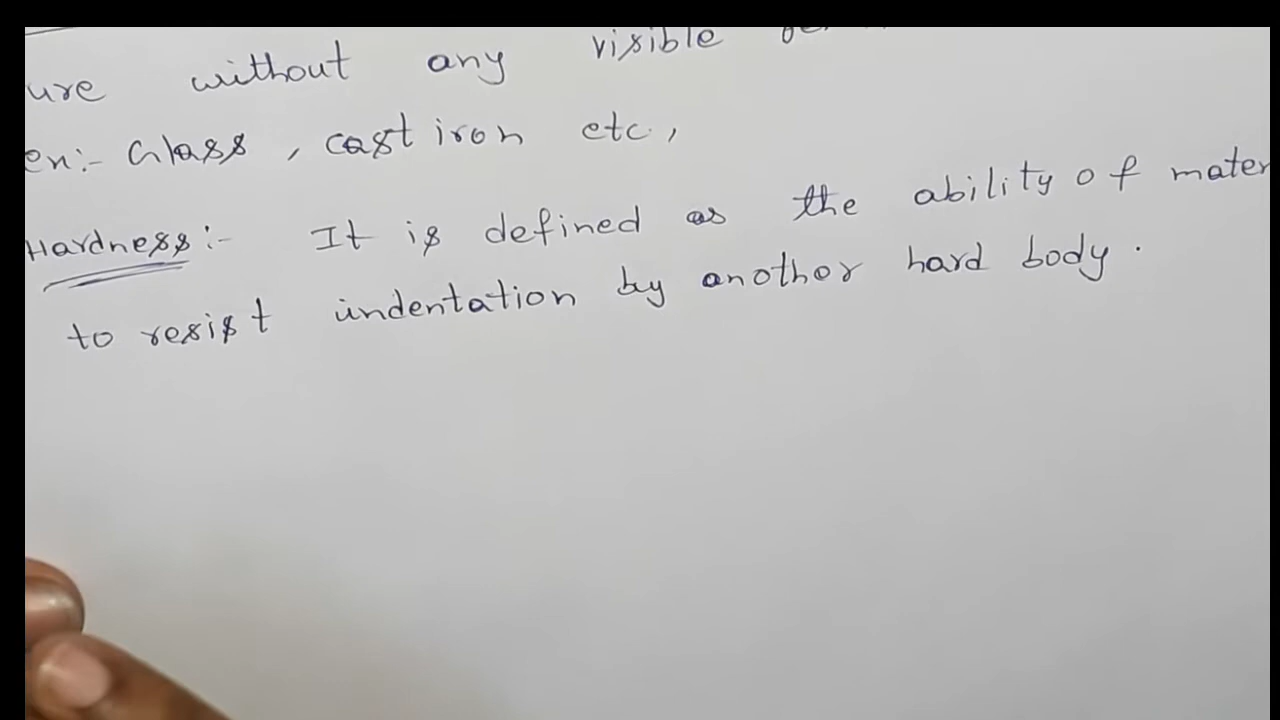 ure without any visible
ex:- Glass, cast iron etc,
Hardness:- It is defined as the ability of mater
to resist indentation by another hard body.